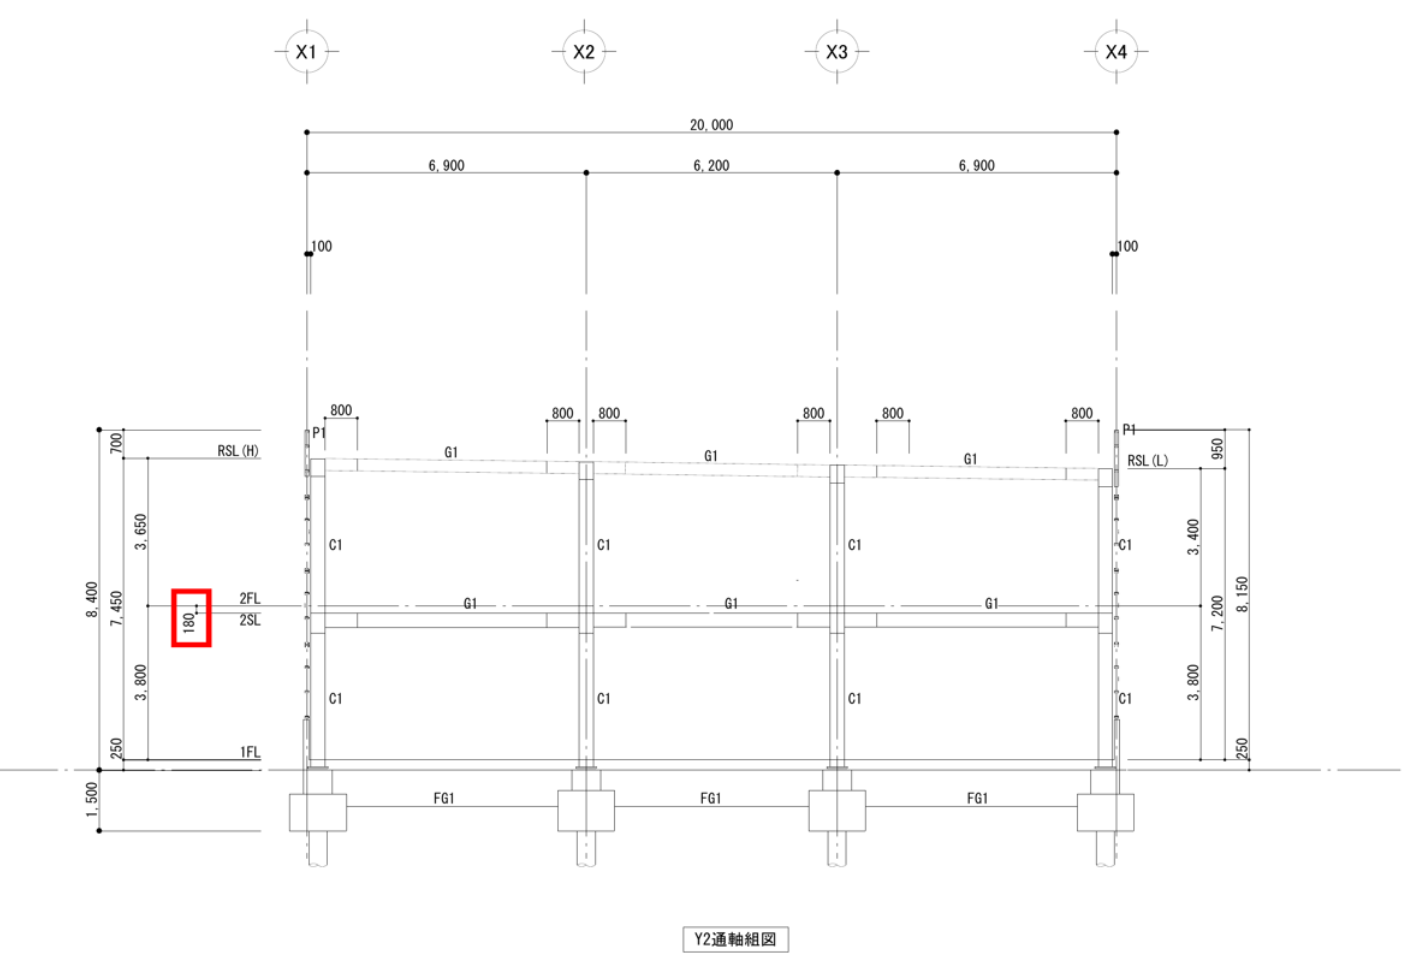 X1 X2 X3 X4
20,000
6,900 6,200 6,900
100 100
800 800 800 800 800 800
P1 P1
700 950
RSL(H) G1 G1 G1 RSL(L)
3,650 3,400
C1 C1 C1 C1
8,400 7,450 7,200 8,150
2FL G1 G1 G1
180 2SL
3,800 3,800
C1 C1 C1 C1
250 1FL 250
1,500 FG1 FG1 FG1
Y2通軸組図